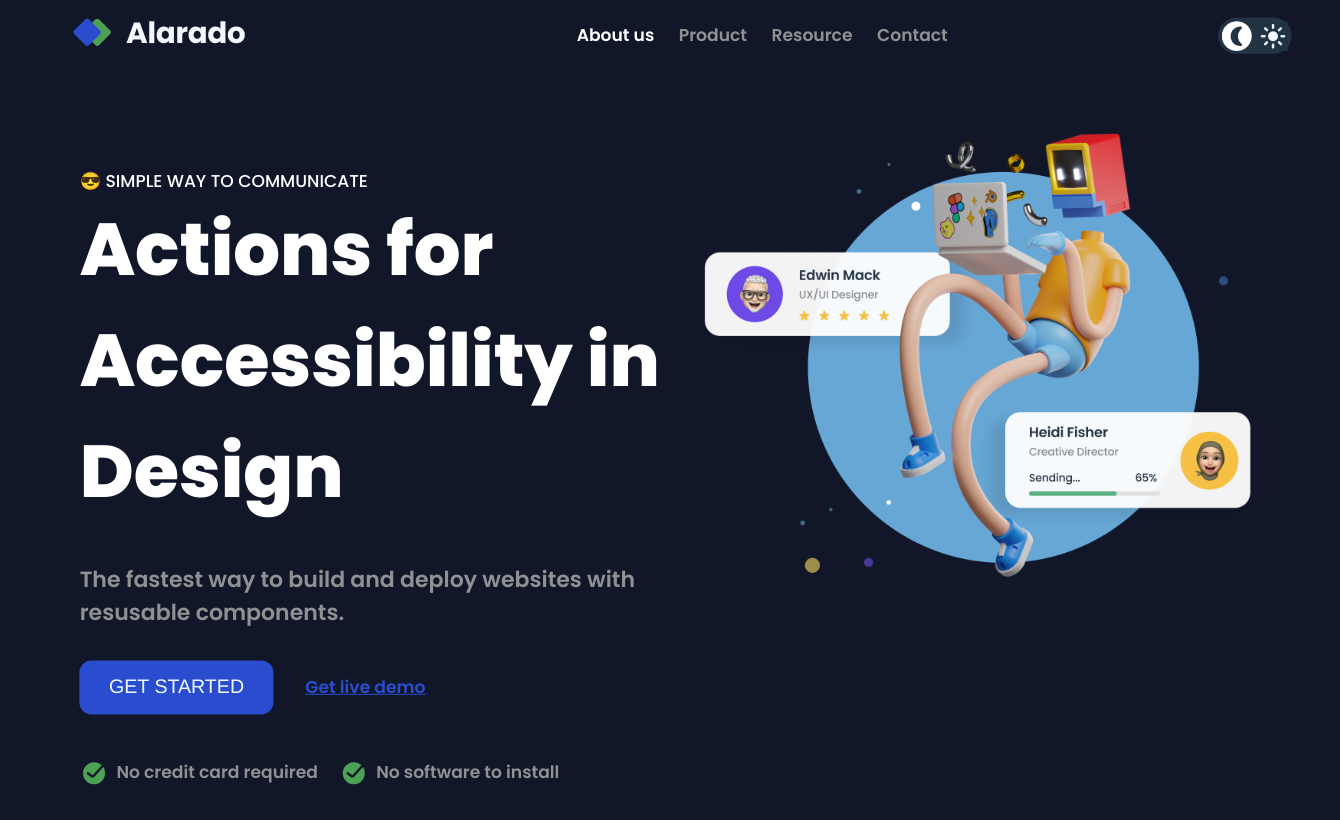 Alarado
About us Product Resource Contact
😎 SIMPLE WAY TO COMMUNICATE
Actions for
Accessibility in
Design
The fastest way to build and deploy websites with
resusable components.
GET STARTED Get live demo
No credit card required No software to install
Edwin Mack
UX/UI Designer
Heidi Fisher
Creative Director
Sending... 65%